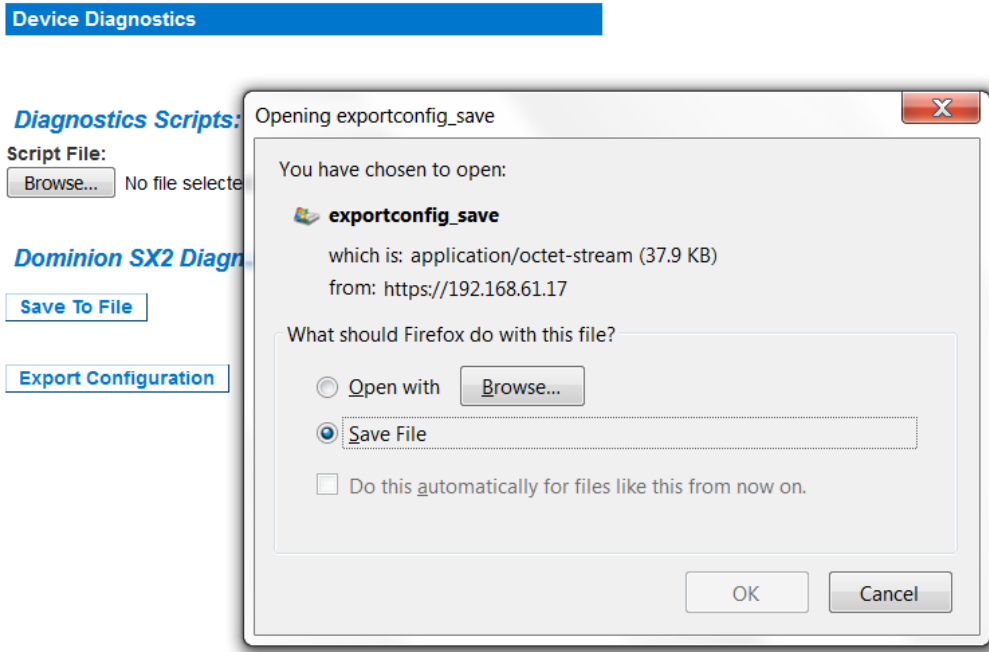 Device Diagnostics
Diagnostics Scripts:
Script File:
Browse... No file selecte
Dominion SX2 Diagn
Save To File
Export Configuration
Opening exportconfig_save
You have chosen to open:
exportconfig_save
which is: application/octet-stream (37.9 KB)
from: https://192.168.61.17
What should Firefox do with this file?
Open with Browse...
Save File
Do this automatically for files like this from now on.
OK Cancel